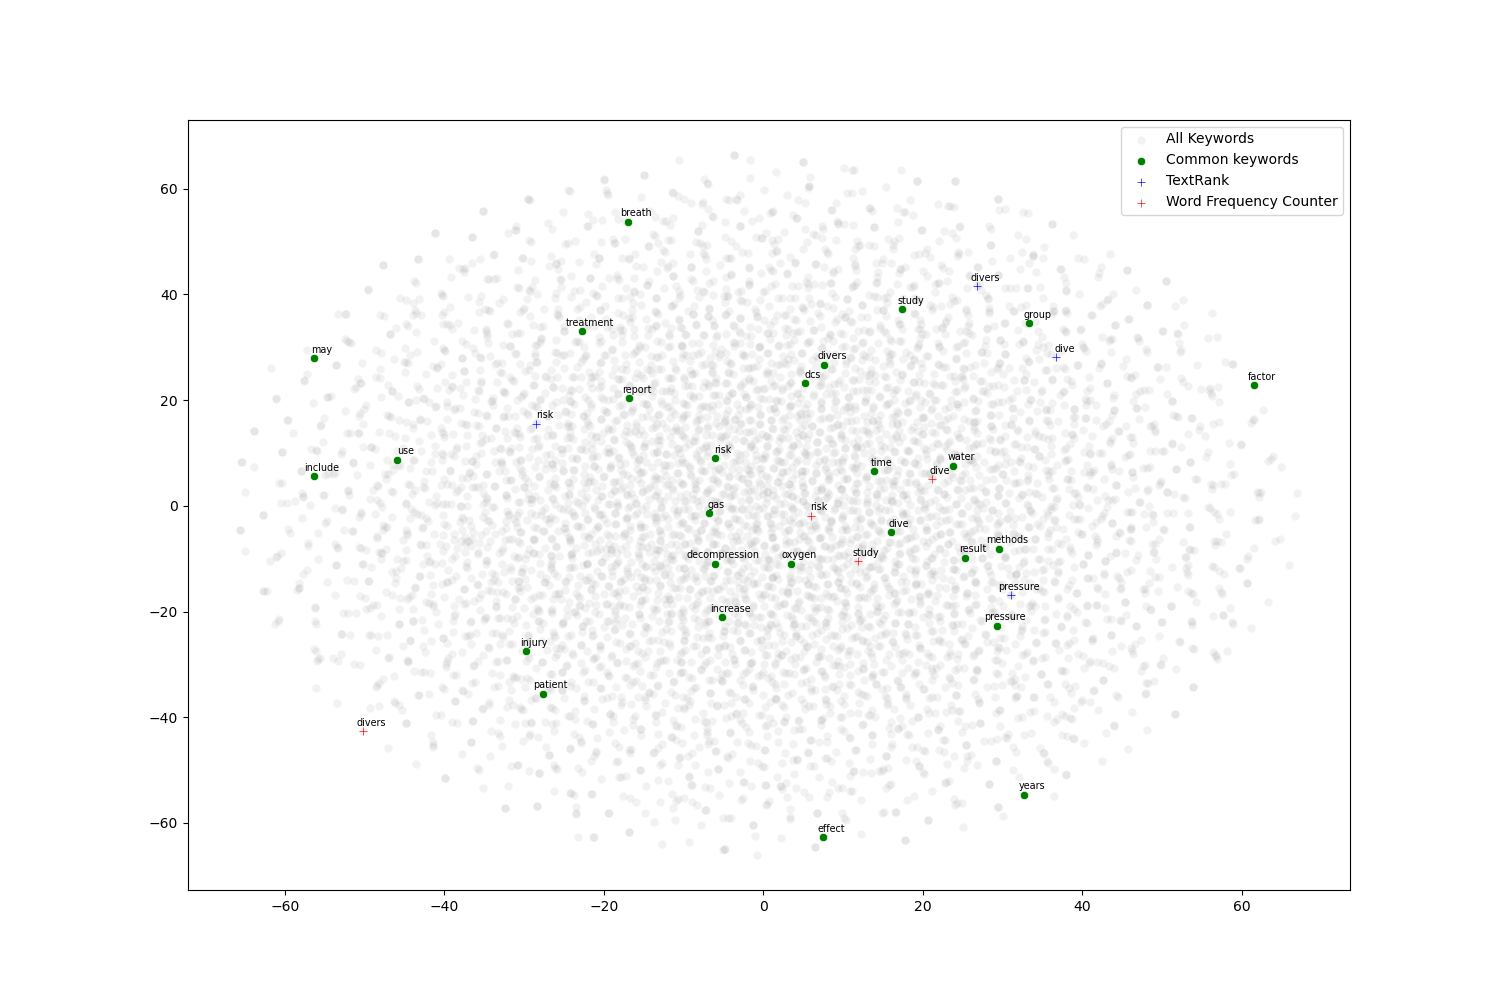 All Keywords
Common keywords
TextRank
Word Frequency Counter
60
40
20
0
−20
−40
−60
−60
−40
−20
0
20
40
60
breath
divers
study
group
treatment
may
dive
divers
dcs
factor
report
risk
use
risk
include
time
water
dive
gas
risk
dive
methods
decompression
oxygen
study
result
pressure
increase
pressure
injury
patient
divers
years
effect